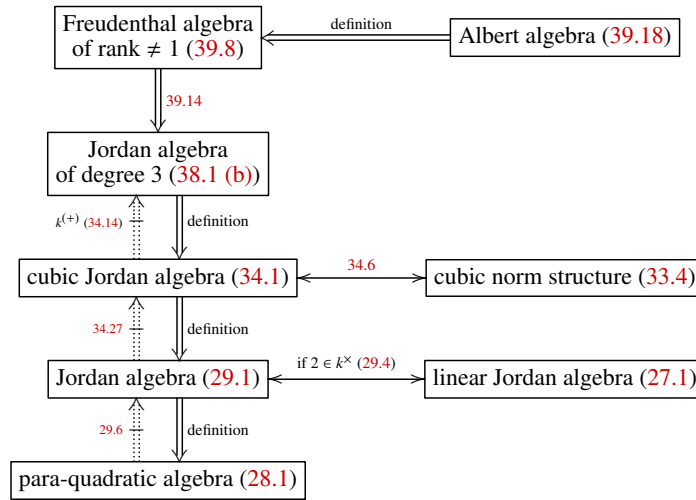 Freudenthal algebra
of rank ≠ 1 (39.8)
definition
Albert algebra (39.18)
39.14
Jordan algebra
of degree 3 (38.1 (b))
k⁽⁺⁾ (34.14)
definition
cubic Jordan algebra (34.1)
34.6
cubic norm structure (33.4)
34.27
definition
Jordan algebra (29.1)
if 2 ∈ k× (29.4)
linear Jordan algebra (27.1)
29.6
definition
para-quadratic algebra (28.1)